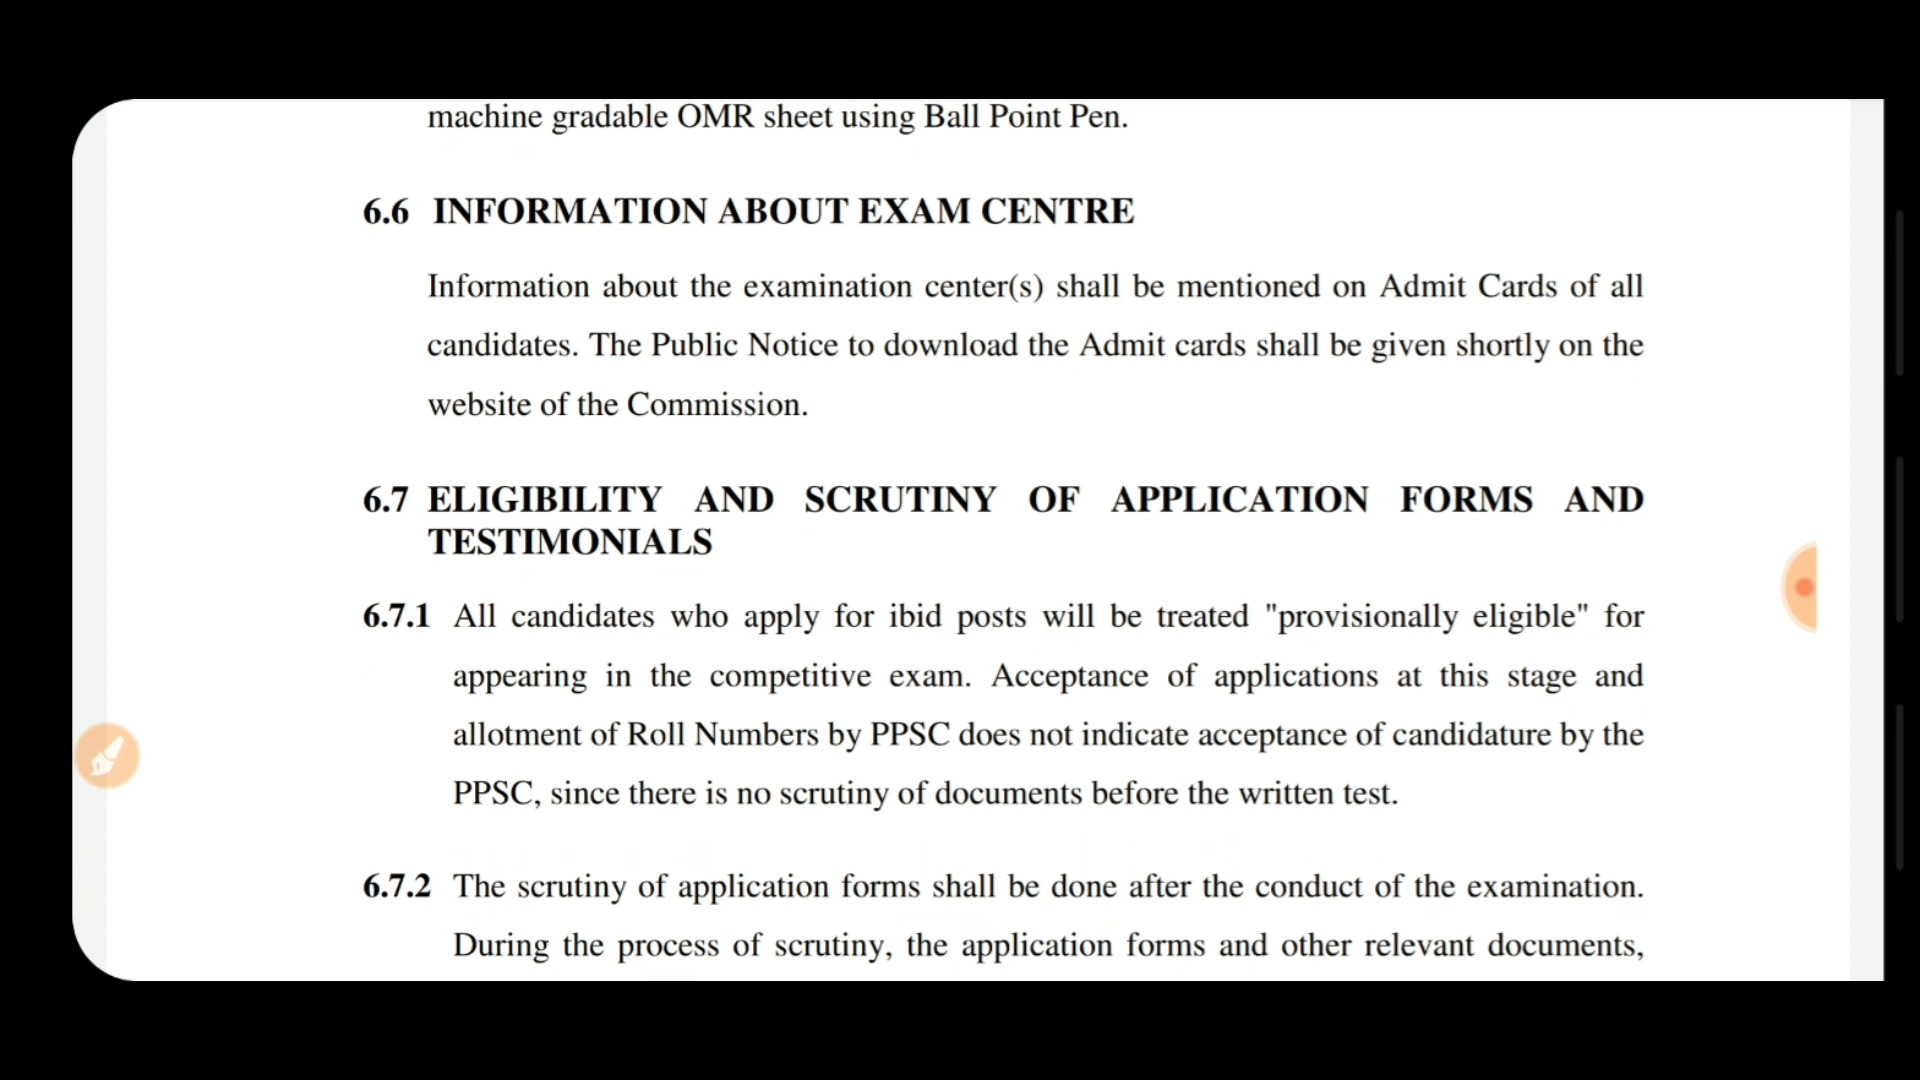 machine gradable OMR sheet using Ball Point Pen.
6.6 INFORMATION ABOUT EXAM CENTRE
Information about the examination center(s) shall be mentioned on Admit Cards of all
candidates. The Public Notice to download the Admit cards shall be given shortly on the
website of the Commission.
6.7 ELIGIBILITY AND SCRUTINY OF APPLICATION FORMS AND
TESTIMONIALS
6.7.1 All candidates who apply for ibid posts will be treated "provisionally eligible" for
appearing in the competitive exam. Acceptance of applications at this stage and
allotment of Roll Numbers by PPSC does not indicate acceptance of candidature by the
PPSC, since there is no scrutiny of documents before the written test.
6.7.2 The scrutiny of application forms shall be done after the conduct of the examination.
During the process of scrutiny, the application forms and other relevant documents,